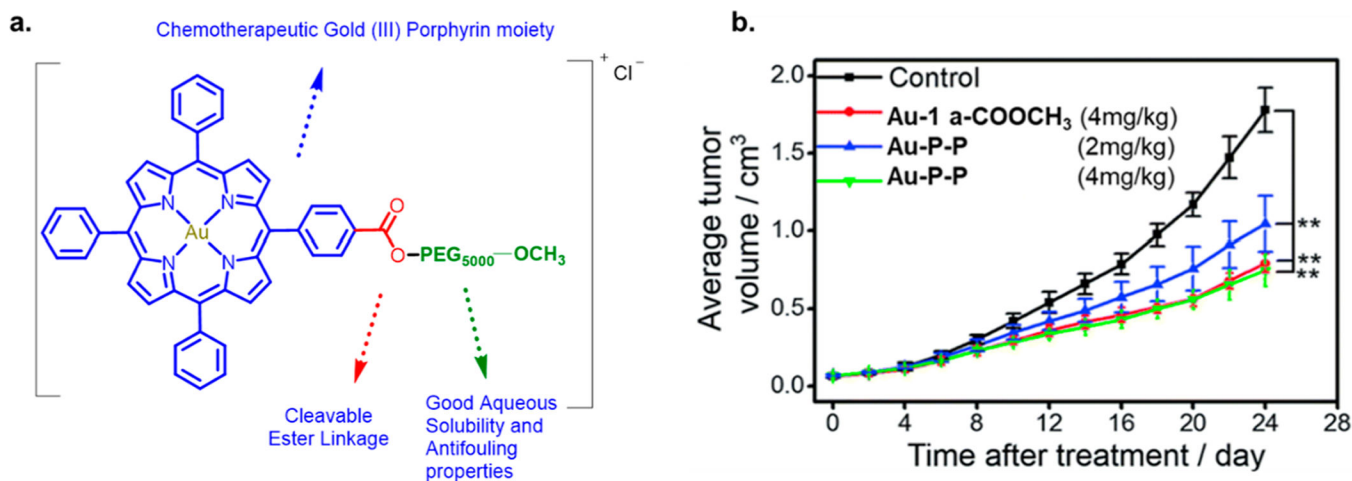 a.
Chemotherapeutic Gold (III) Porphyrin moiety
+
Cl−
N
N
Au
N
N
O
O–PEG5000—OCH3
Cleavable
Ester Linkage
Good Aqueous
Solubility and
Antifouling
properties
b.
Average tumor
volume / cm3
2.0
1.5
1.0
0.5
0.0
Control
Au-1 a-COOCH3 (4mg/kg)
Au-P-P (2mg/kg)
Au-P-P (4mg/kg)
**
**
**
0 4 8 12 16 20 24 28
Time after treatment / day